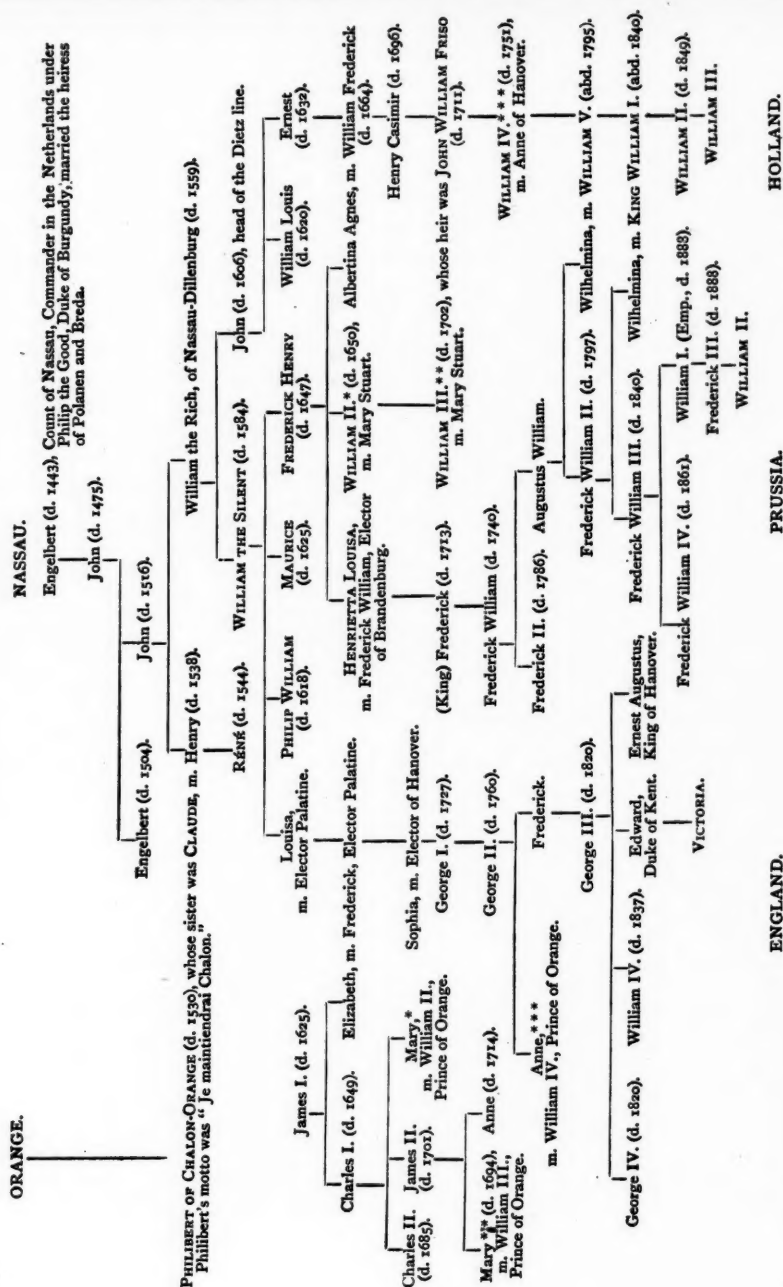 ORANGE.
NASSAU.
Engelbert (d. 1443), Count of Nassau, Commander in the Netherlands under
Philip the Good, Duke of Burgundy, married the heiress
of Polanen and Breda.
John (d. 1475).
Engelbert (d. 1504).
John (d. 1516).
PHILIBERT OF CHALON-ORANGE (d. 1530), whose sister was CLAUDE, m. Henry (d. 1538).
Philibert's motto was "Je maintiendrai Chalon."
William the Rich, of Nassau-Dillenburg (d. 1559).
RÉNÉ (d. 1544).
WILLIAM THE SILENT (d. 1584).
John (d. 1606), head of the Dietz line.
Louisa,
m. Elector Palatine.
PHILIP WILLIAM
(d. 1618).
MAURICE
(d. 1625).
FREDERICK HENRY
(d. 1647).
William Louis
(d. 1620).
Ernest
(d. 1632).
James I. (d. 1625).
Charles I. (d. 1649).
Elizabeth, m. Frederick, Elector Palatine.
HENRIETTA LOUISA,
m. Frederick William, Elector
of Brandenburg.
WILLIAM II.* (d. 1650),
m. Mary Stuart.
Albertina Agnes, m. William Frederick
(d. 1664).
Henry Casimir (d. 1696).
Charles II.
(d. 1685).
James II.
(d. 1701).
Mary,*
m. William II.,
Prince of Orange.
Sophia, m. Elector of Hanover.
(King) Frederick (d. 1713).
WILLIAM III.** (d. 1702), whose heir was JOHN WILLIAM FRISO
m. Mary Stuart.
(d. 1711).
George I. (d. 1727).
Mary ** (d. 1694),
m. William III.,
Prince of Orange.
Anne (d. 1714).
George II. (d. 1760).
Frederick William (d. 1740).
WILLIAM IV.*** (d. 1751),
m. Anne of Hanover.
Anne,***
m. William IV., Prince of Orange.
Frederick.
Frederick II. (d. 1786).
Augustus William.
George III. (d. 1820).
Frederick William II. (d. 1797).
Wilhelmina, m. WILLIAM V. (abd. 1795).
George IV. (d. 1820).
William IV. (d. 1837).
Edward,
Duke of Kent.
Ernest Augustus,
King of Hanover.
Frederick William III. (d. 1840).
Wilhelmina, m. KING WILLIAM I. (abd. 1840).
VICTORIA.
Frederick William IV. (d. 1861).
William I. (Emp., d. 1888).
WILLIAM II. (d. 1849).
Frederick III. (d. 1888).
WILLIAM III.
WILLIAM II.
ENGLAND.
PRUSSIA.
HOLLAND.